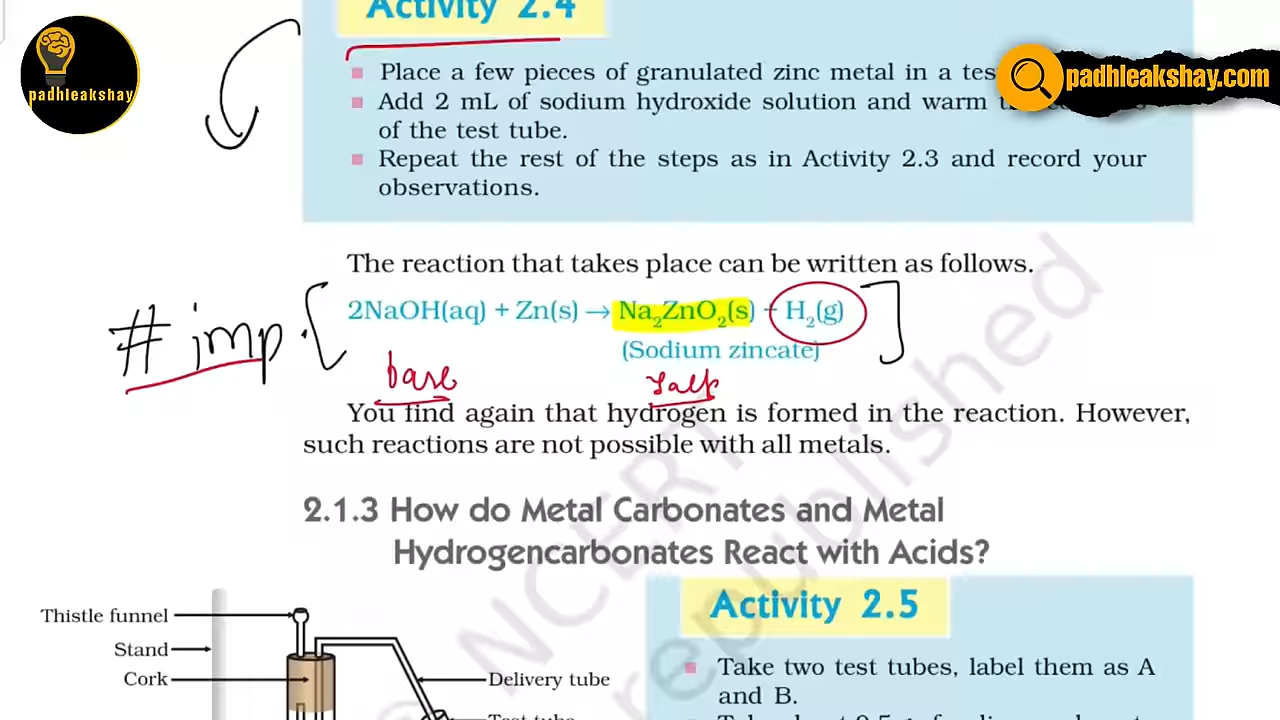 Activity 2.4
padhleakshay
padhleakshay.com
Place a few pieces of granulated zinc metal in a tes
Add 2 mL of sodium hydroxide solution and warm
of the test tube.
Repeat the rest of the steps as in Activity 2.3 and record your
observations.
The reaction that takes place can be written as follows.
# imp.
2NaOH(aq) + Zn(s) → Na₂ZnO₂(s) + H₂(g)
(Sodium zincate)
base salt
You find again that hydrogen is formed in the reaction. However,
such reactions are not possible with all metals.
2.1.3 How do Metal Carbonates and Metal
Hydrogencarbonates React with Acids?
Activity 2.5
Thistle funnel
Stand
Cork
Delivery tube
Test tube
Take two test tubes, label them as A
and B.
NCERT
republished